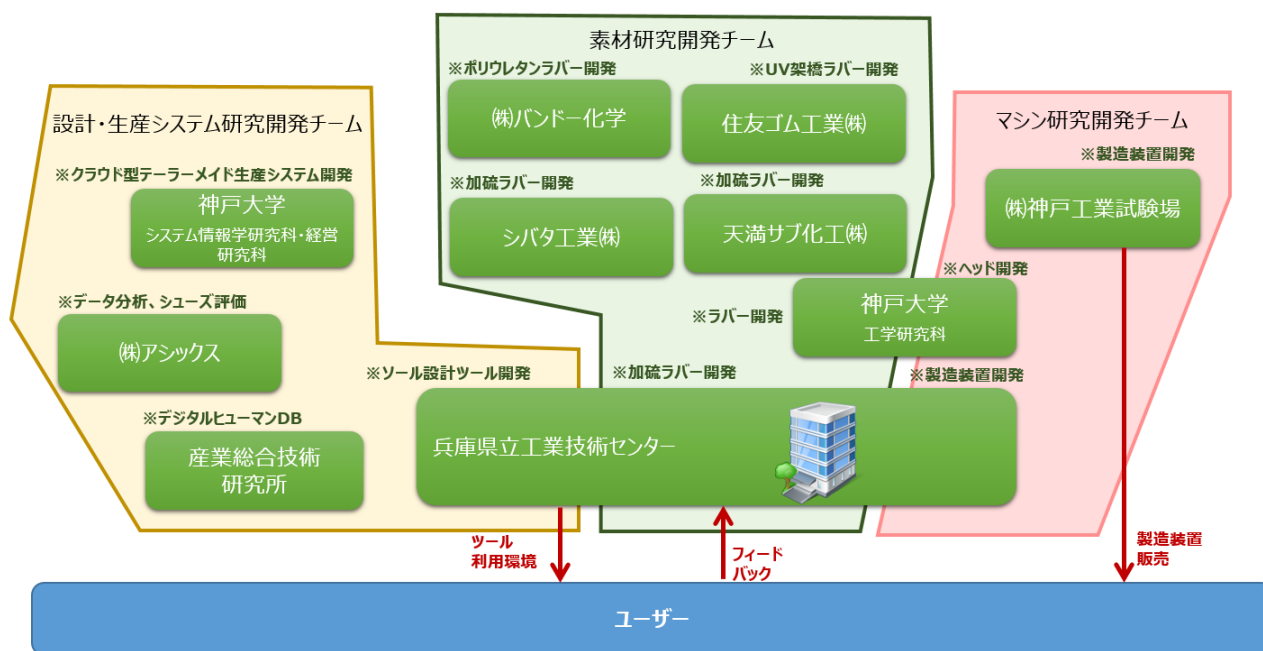 素材研究開発チーム
※ポリウレタンラバー開発
※UV架橋ラバー開発
㈱バンドー化学
住友ゴム工業㈱
※加硫ラバー開発
※加硫ラバー開発
シバタ工業㈱
天満サブ化工㈱
設計・生産システム研究開発チーム
※クラウド型テーラーメイド生産システム開発
神戸大学
システム情報学研究科・経営
研究科
※データ分析、シューズ評価
㈱アシックス
※デジタルヒューマンDB
産業総合技術
研究所
マシン研究開発チーム
※製造装置開発
㈱神戸工業試験場
※ヘッド開発
※ラバー開発
神戸大学
工学研究科
※ソール設計ツール開発
※加硫ラバー開発
※製造装置開発
兵庫県立工業技術センター
ツール
利用環境
フィード
バック
製造装置
販売
ユーザー